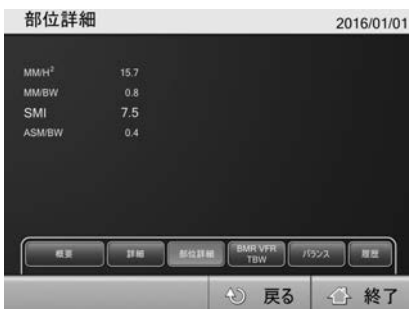 部位詳細
2016/01/01
MM/H² 15.7
MM/BW 0.8
SMI 7.5
ASM/BW 0.4
概要 詳細 部位詳細 BMR VFR TBW バランス 履歴
戻る 終了